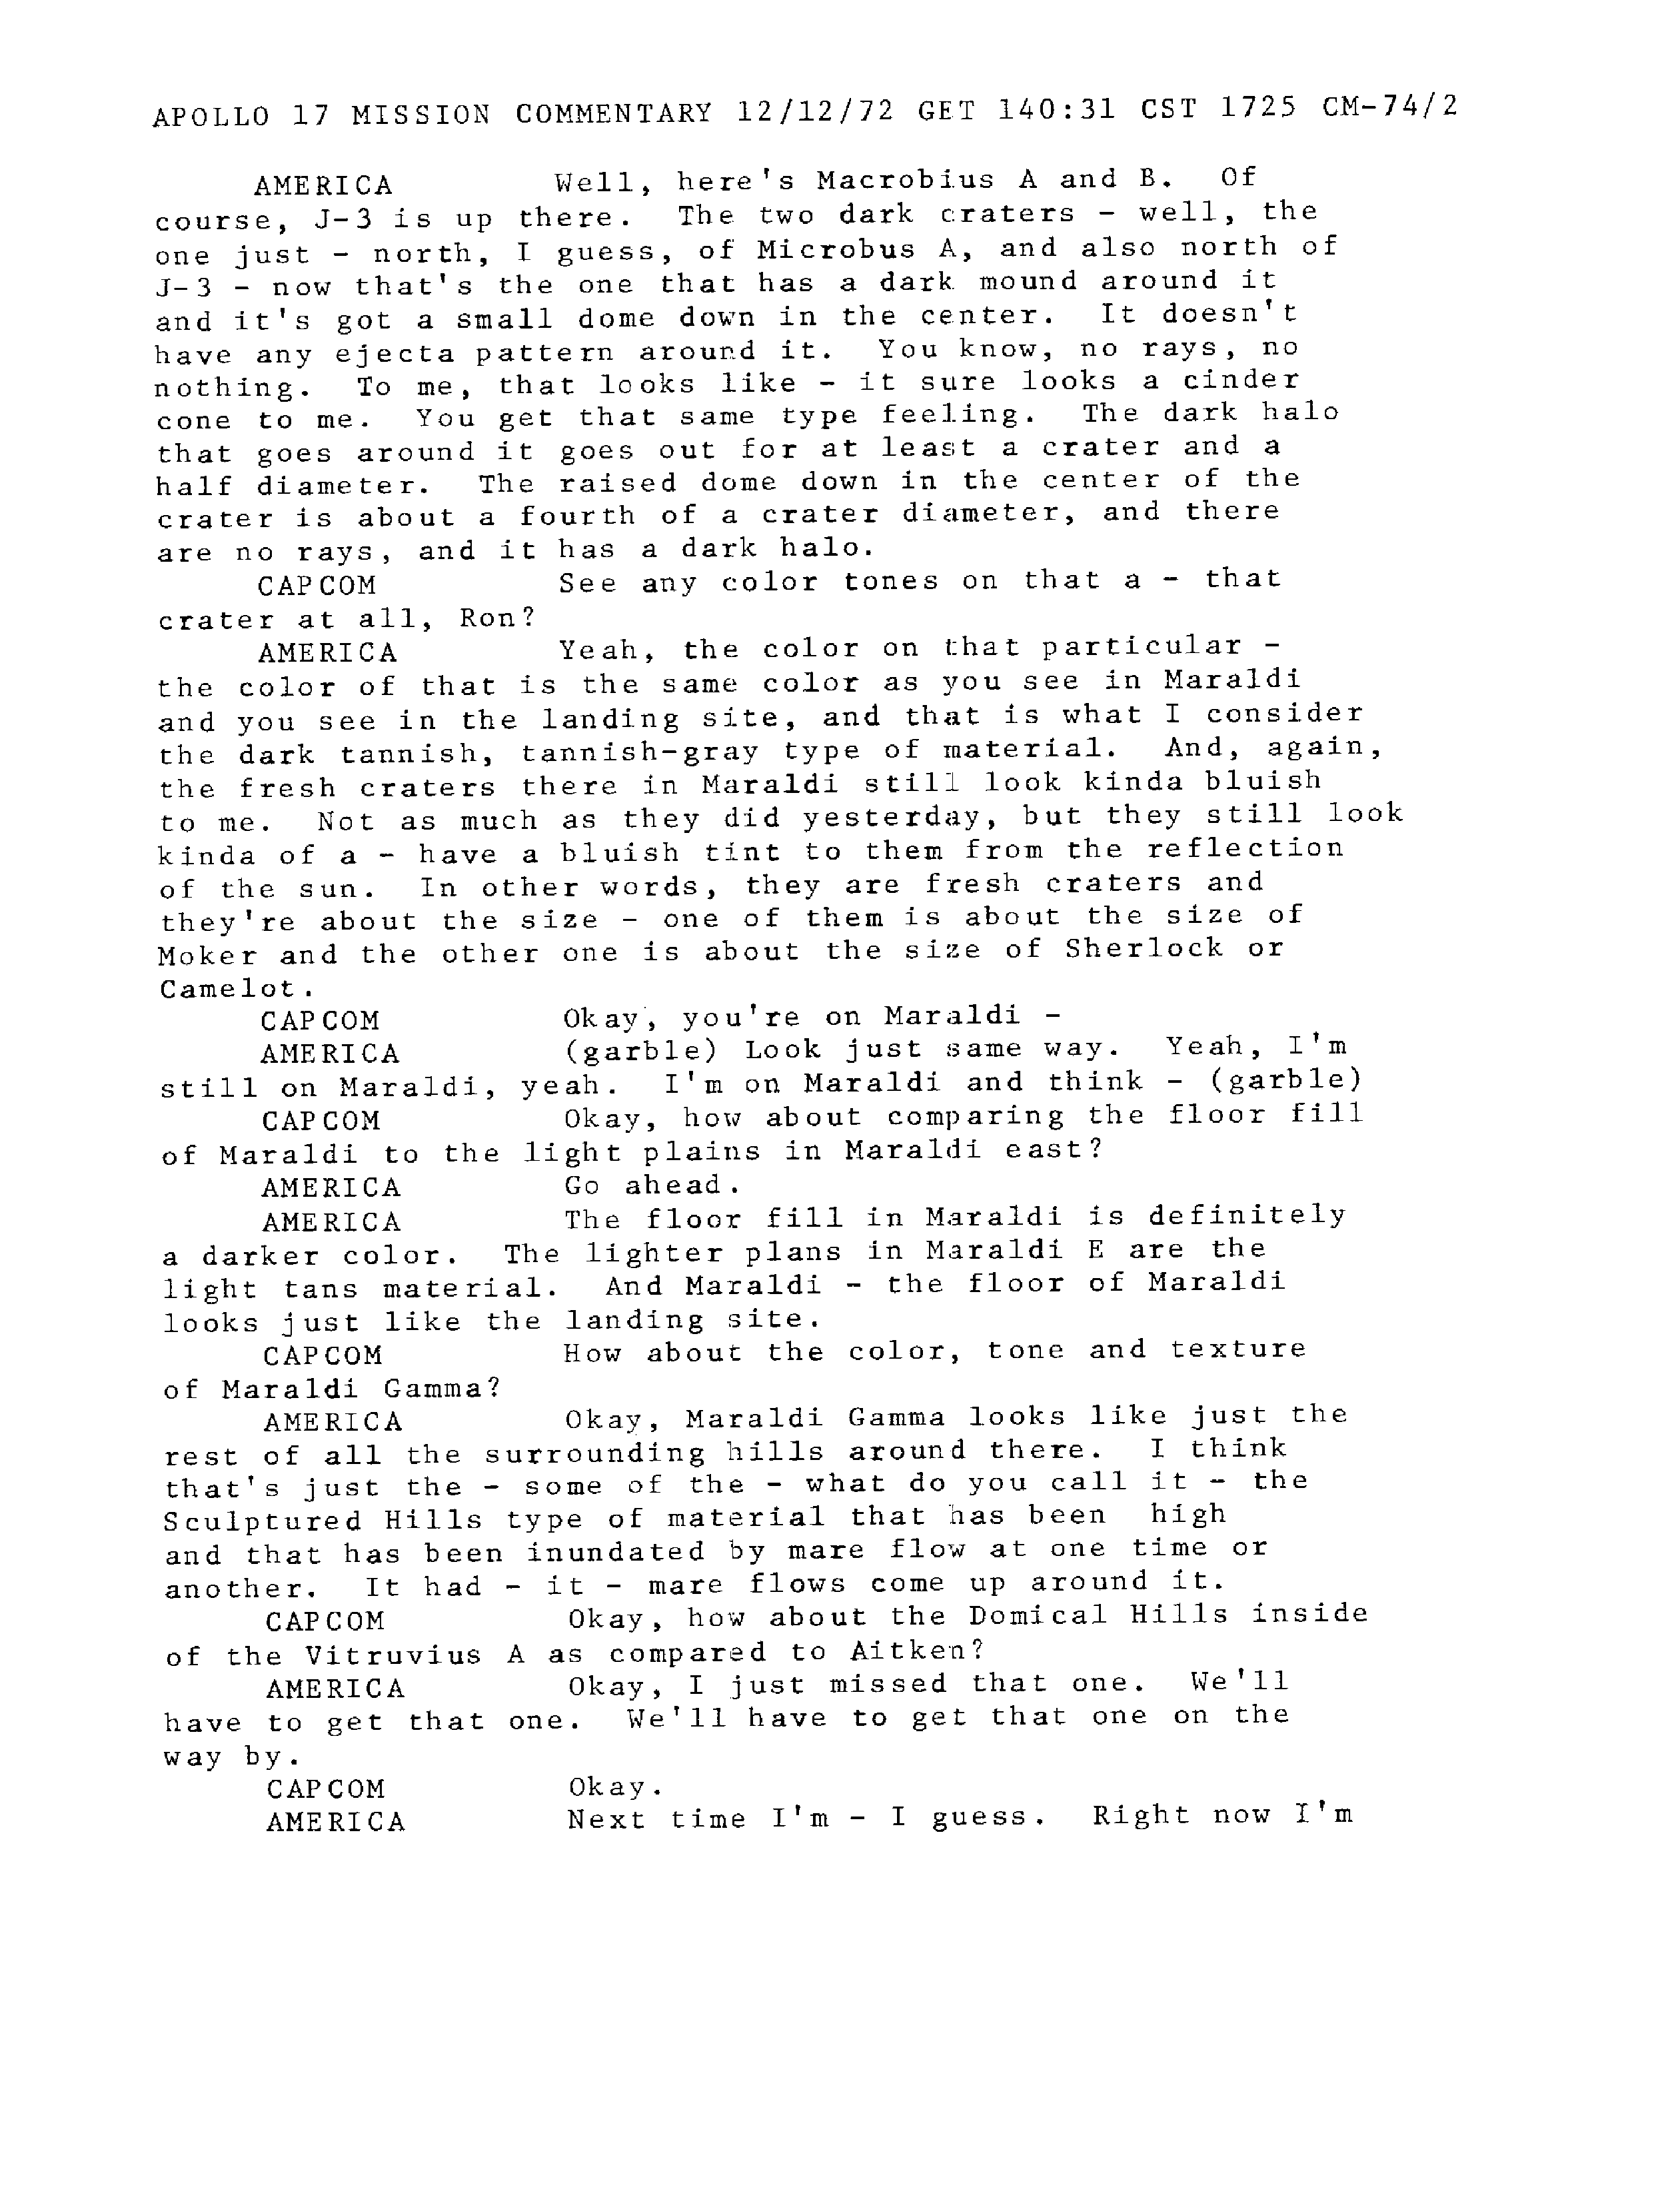 APOLLO 17 MISSION COMMENTARY 12/12/72 GET 140:31 CST 1725 CM-74/2
AMERICA Well, here's Macrobius A and B. Of
course, J-3 is up there. The two dark craters - well, the
one just - north, I guess, of Microbus A, and also north of
J-3 - now that's the one that has a dark mound around it
and it's got a small dome down in the center. It doesn't
have any ejecta pattern around it. You know, no rays, no
nothing. To me, that looks like - it sure looks a cinder
cone to me. You get that same type feeling. The dark halo
that goes around it goes out for at least a crater and a
half diameter. The raised dome down in the center of the
crater is about a fourth of a crater diameter, and there
are no rays, and it has a dark halo.
CAPCOM See any color tones on that a - that
crater at all, Ron?
AMERICA Yeah, the color on that particular -
the color of that is the same color as you see in Maraldi
and you see in the landing site, and that is what I consider
the dark tannish, tannish-gray type of material. And, again,
the fresh craters there in Maraldi still look kinda bluish
to me. Not as much as they did yesterday, but they still look
kinda of a - have a bluish tint to them from the reflection
of the sun. In other words, they are fresh craters and
they're about the size - one of them is about the size of
Moker and the other one is about the size of Sherlock or
Camelot.
CAPCOM Okay, you're on Maraldi -
AMERICA (garble) Look just same way. Yeah, I'm
still on Maraldi, yeah. I'm on Maraldi and think - (garble)
CAPCOM Okay, how about comparing the floor fill
of Maraldi to the light plains in Maraldi east?
AMERICA Go ahead.
AMERICA The floor fill in Maraldi is definitely
a darker color. The lighter plans in Maraldi E are the
light tans material. And Maraldi - the floor of Maraldi
looks just like the landing site.
CAPCOM How about the color, tone and texture
of Maraldi Gamma?
AMERICA Okay, Maraldi Gamma looks like just the
rest of all the surrounding hills around there. I think
that's just the - some of the - what do you call it - the
Sculptured Hills type of material that has been high
and that has been inundated by mare flow at one time or
another. It had - it - mare flows come up around it.
CAPCOM Okay, how about the Domical Hills inside
of the Vitruvius A as compared to Aitken?
AMERICA Okay, I just missed that one. We'll
have to get that one. We'll have to get that one on the
way by.
CAPCOM Okay.
AMERICA Next time I'm - I guess. Right now I'm